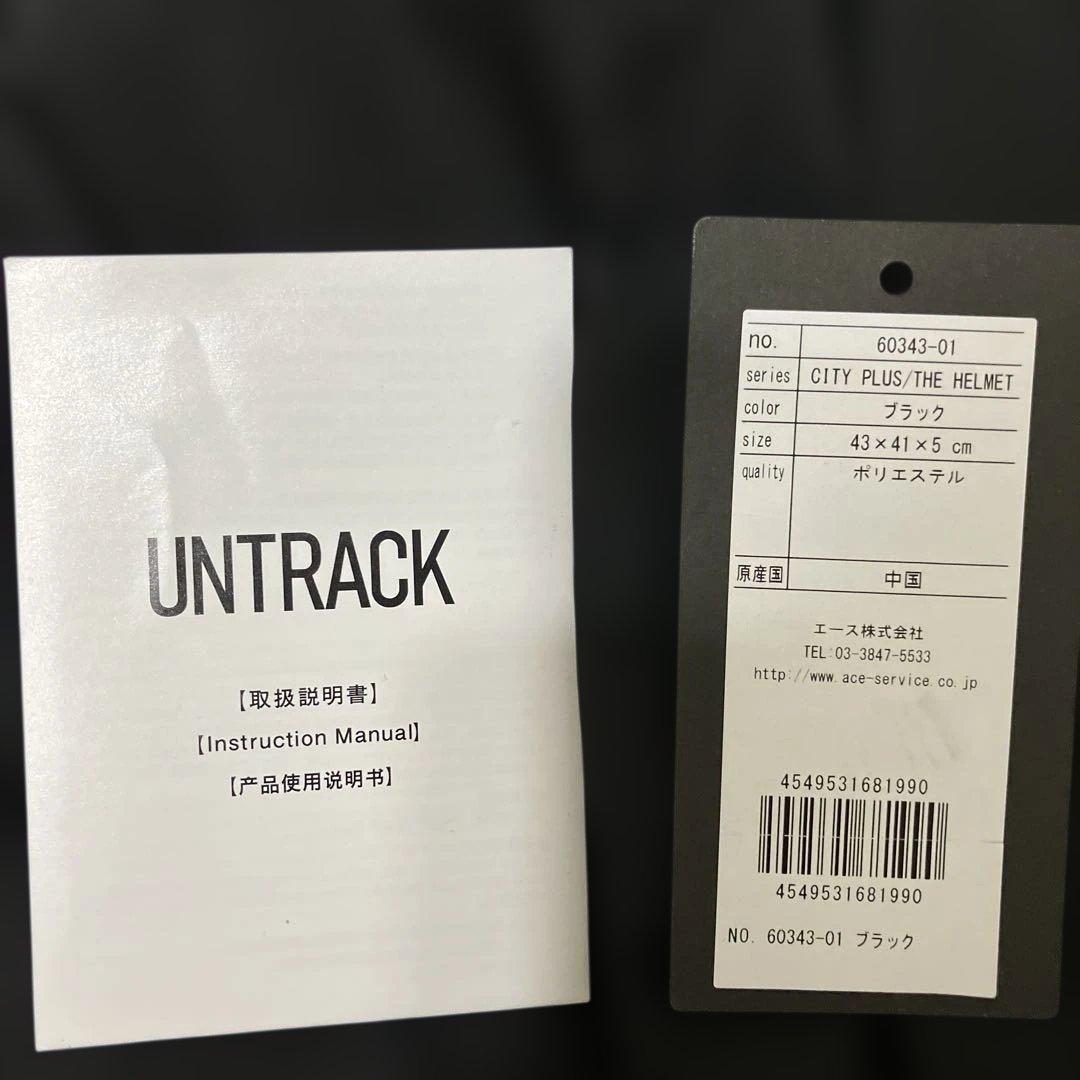 UNTRACK
【取扱説明書】
【Instruction Manual】
【产品使用说明书】
no. 60343-01
series CITY PLUS/THE HELMET
color ブラック
size 43×41×5 cm
quality ポリエステル
原産国 中国
エース株式会社
TEL:03-3847-5533
http://www.ace-service.co.jp
4549531681990
4549531681990
NO. 60343-01 ブラック